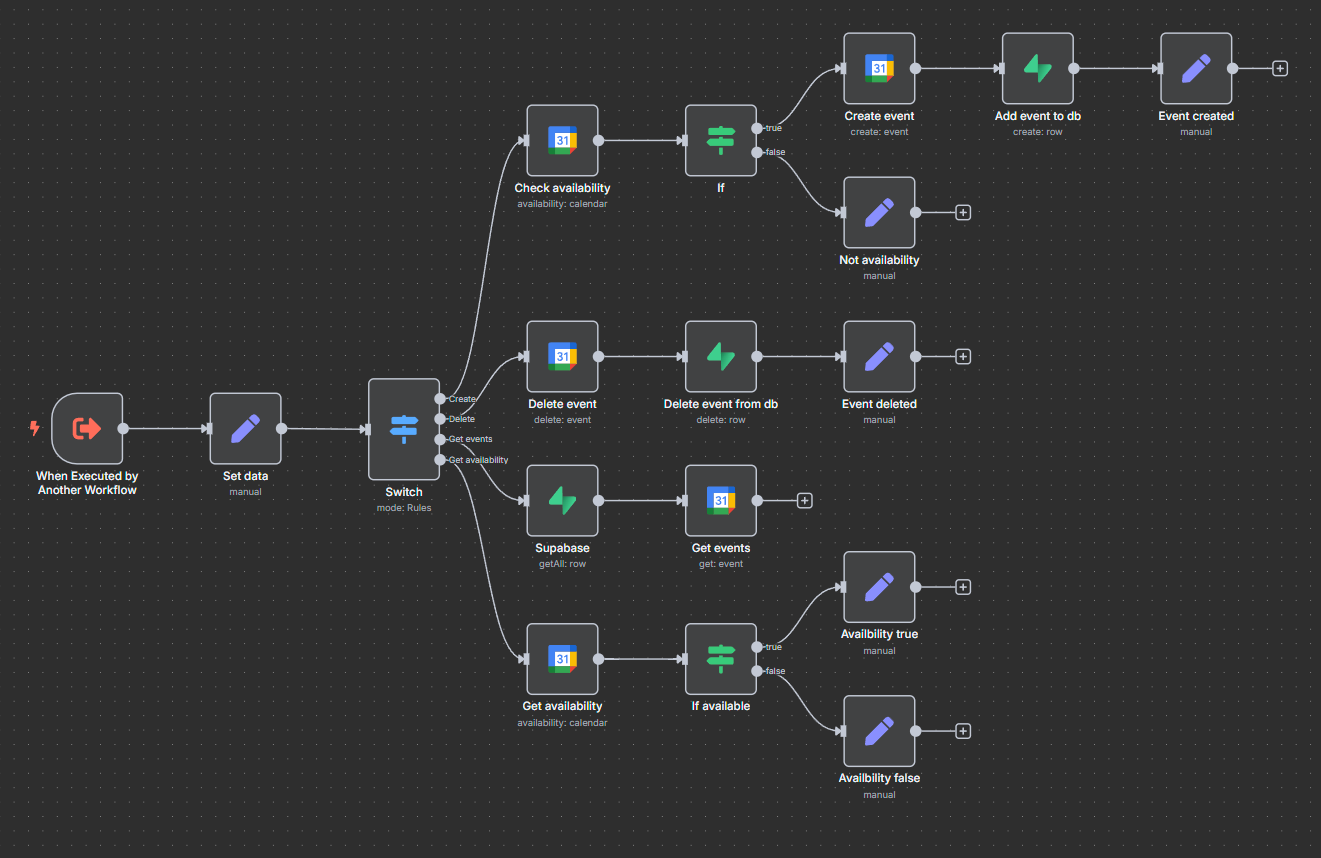 31
Create event
create: event
Add event to db
create: row
Event created
manual
31
Check availability
availability: calendar
true
false
If
Not availability
manual
31
Delete event
delete: event
Delete event from db
delete: row
Event deleted
manual
When Executed by
Another Workflow
Set data
manual
Create
Delete
Get events
Get availability
Switch
mode: Rules
Supabase
getAll: row
31
Get events
get: event
31
Get availability
availability: calendar
true
false
If available
Availbility true
manual
Availbility false
manual